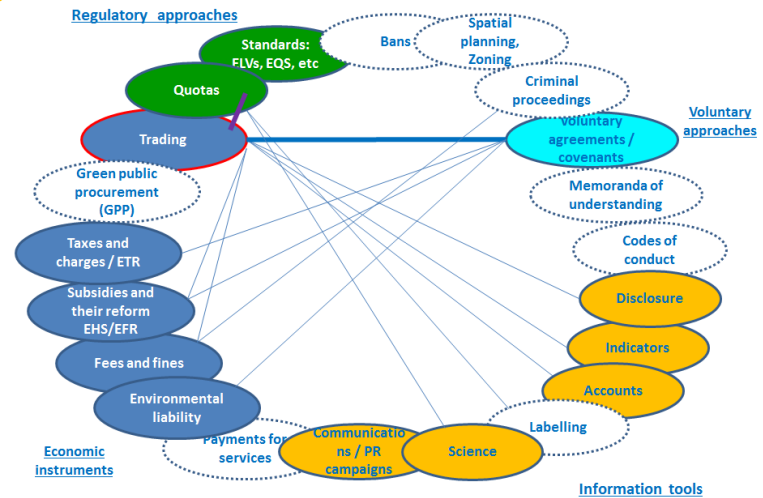 Regulatory approaches
Standards:
ELVs, EQS, etc
Bans
Spatial
planning,
Zoning
Quotas
Criminal
proceedings
Trading
Voluntary
agreements /
covenants
Voluntary
approaches
Green public
procurement
(GPP)
Memoranda of
understanding
Taxes and
charges / ETR
Codes of
conduct
Subsidies and
their reform
EHS/EFR
Disclosure
Fees and fines
Indicators
Environmental
liability
Accounts
Payments for
services
Communicatio
ns / PR
campaigns
Science
Labelling
Economic
instruments
Information tools